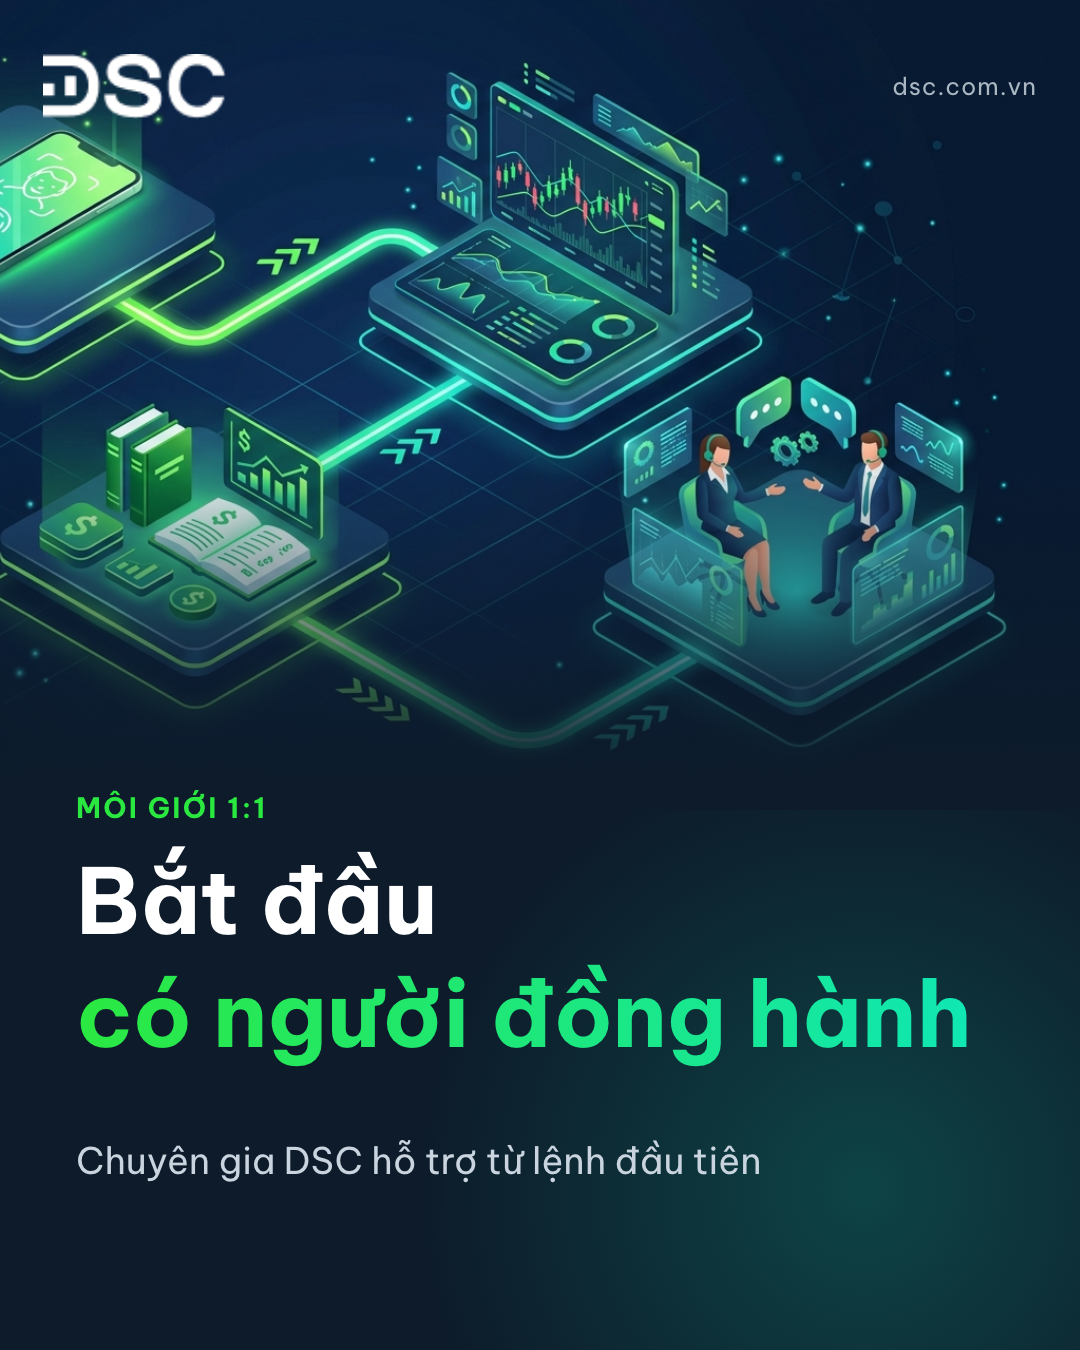 DSC
dsc.com.vn
$
$
$
$
MÔI GIỚI 1:1
Bắt đầu
có người đồng hành
Chuyên gia DSC hỗ trợ từ lệnh đầu tiên